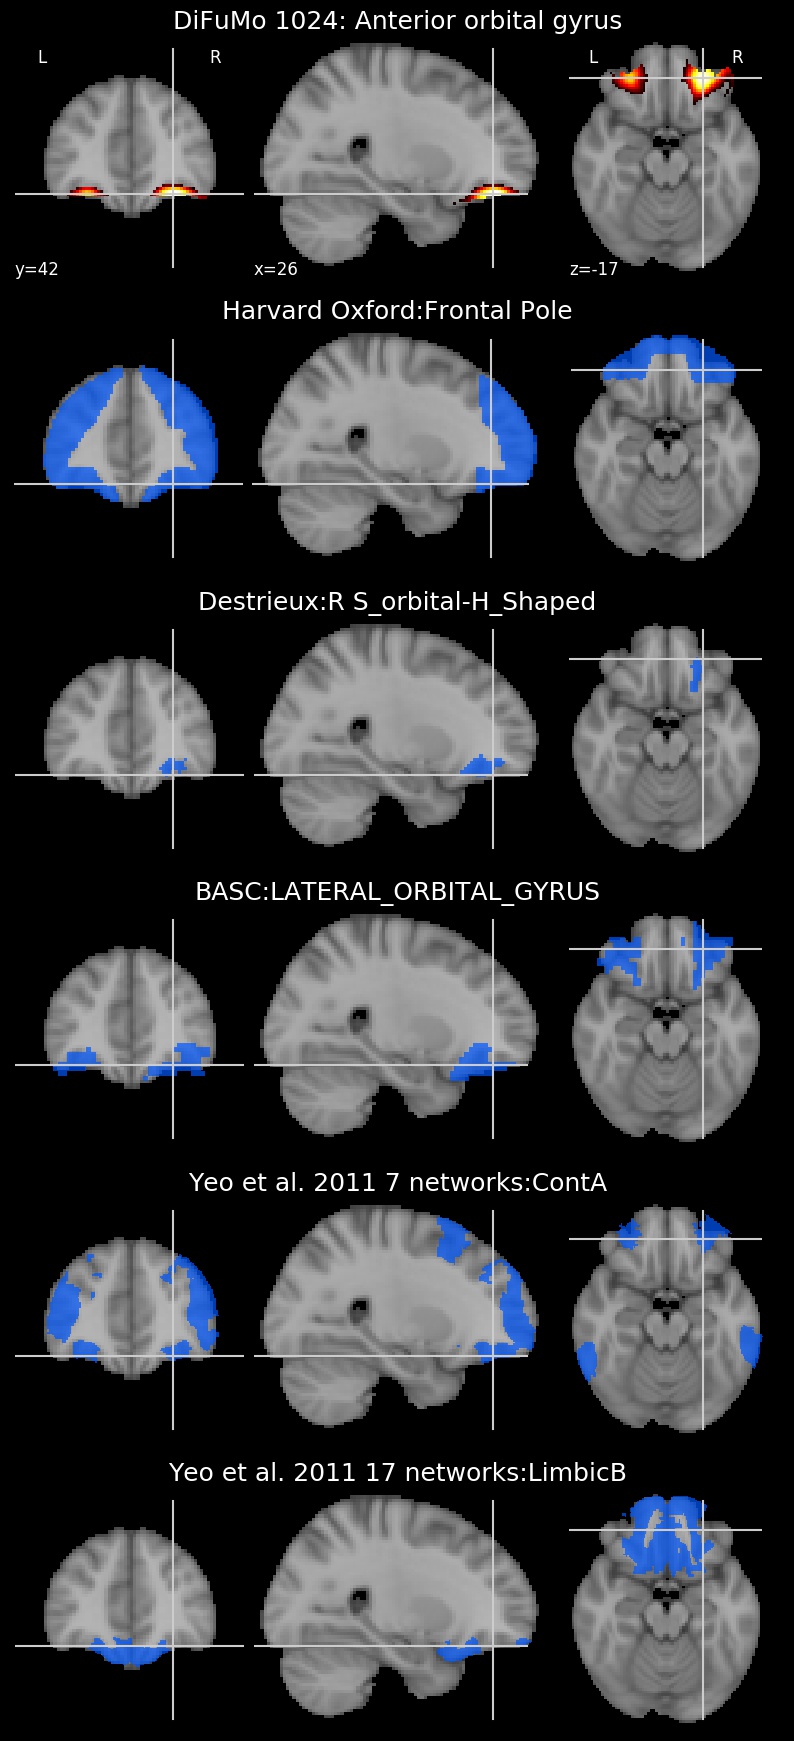 DiFuMo 1024: Anterior orbital gyrus
L R L R
y=42 x=26 z=-17
Harvard Oxford:Frontal Pole
Destrieux:R S_orbital-H_Shaped
BASC:LATERAL_ORBITAL_GYRUS
Yeo et al. 2011 7 networks:ContA
Yeo et al. 2011 17 networks:LimbicB